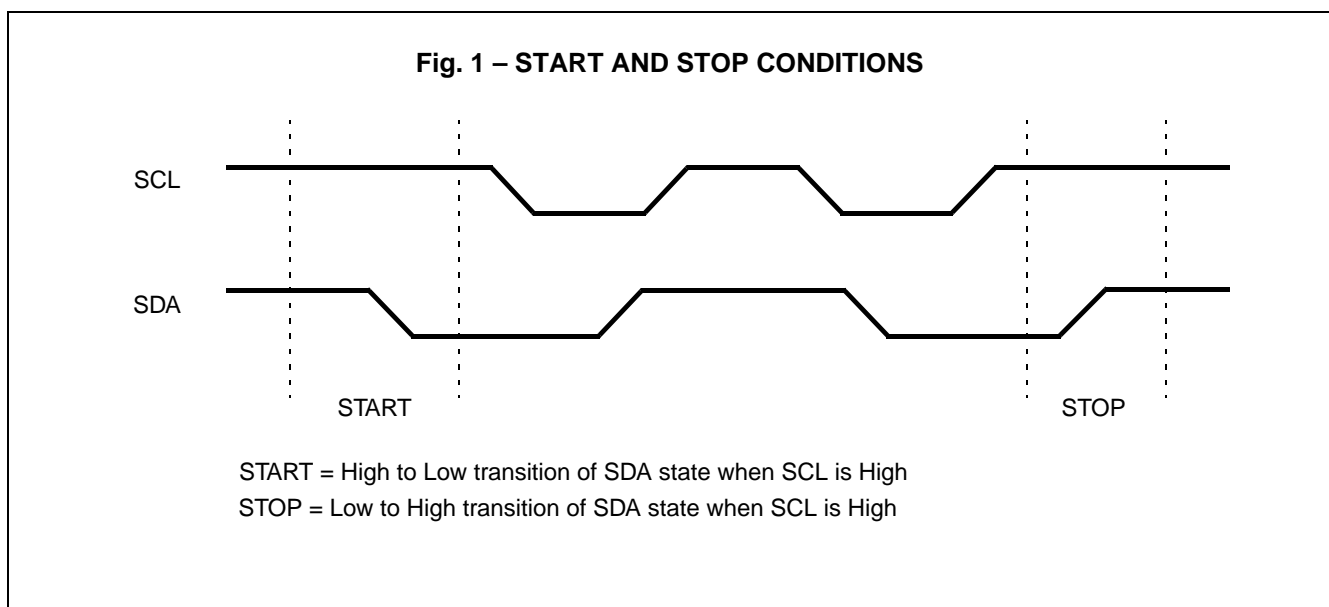 Fig. 1 – START AND STOP CONDITIONS
SCL
SDA
START
STOP
START = High to Low transition of SDA state when SCL is High
STOP = Low to High transition of SDA state when SCL is High